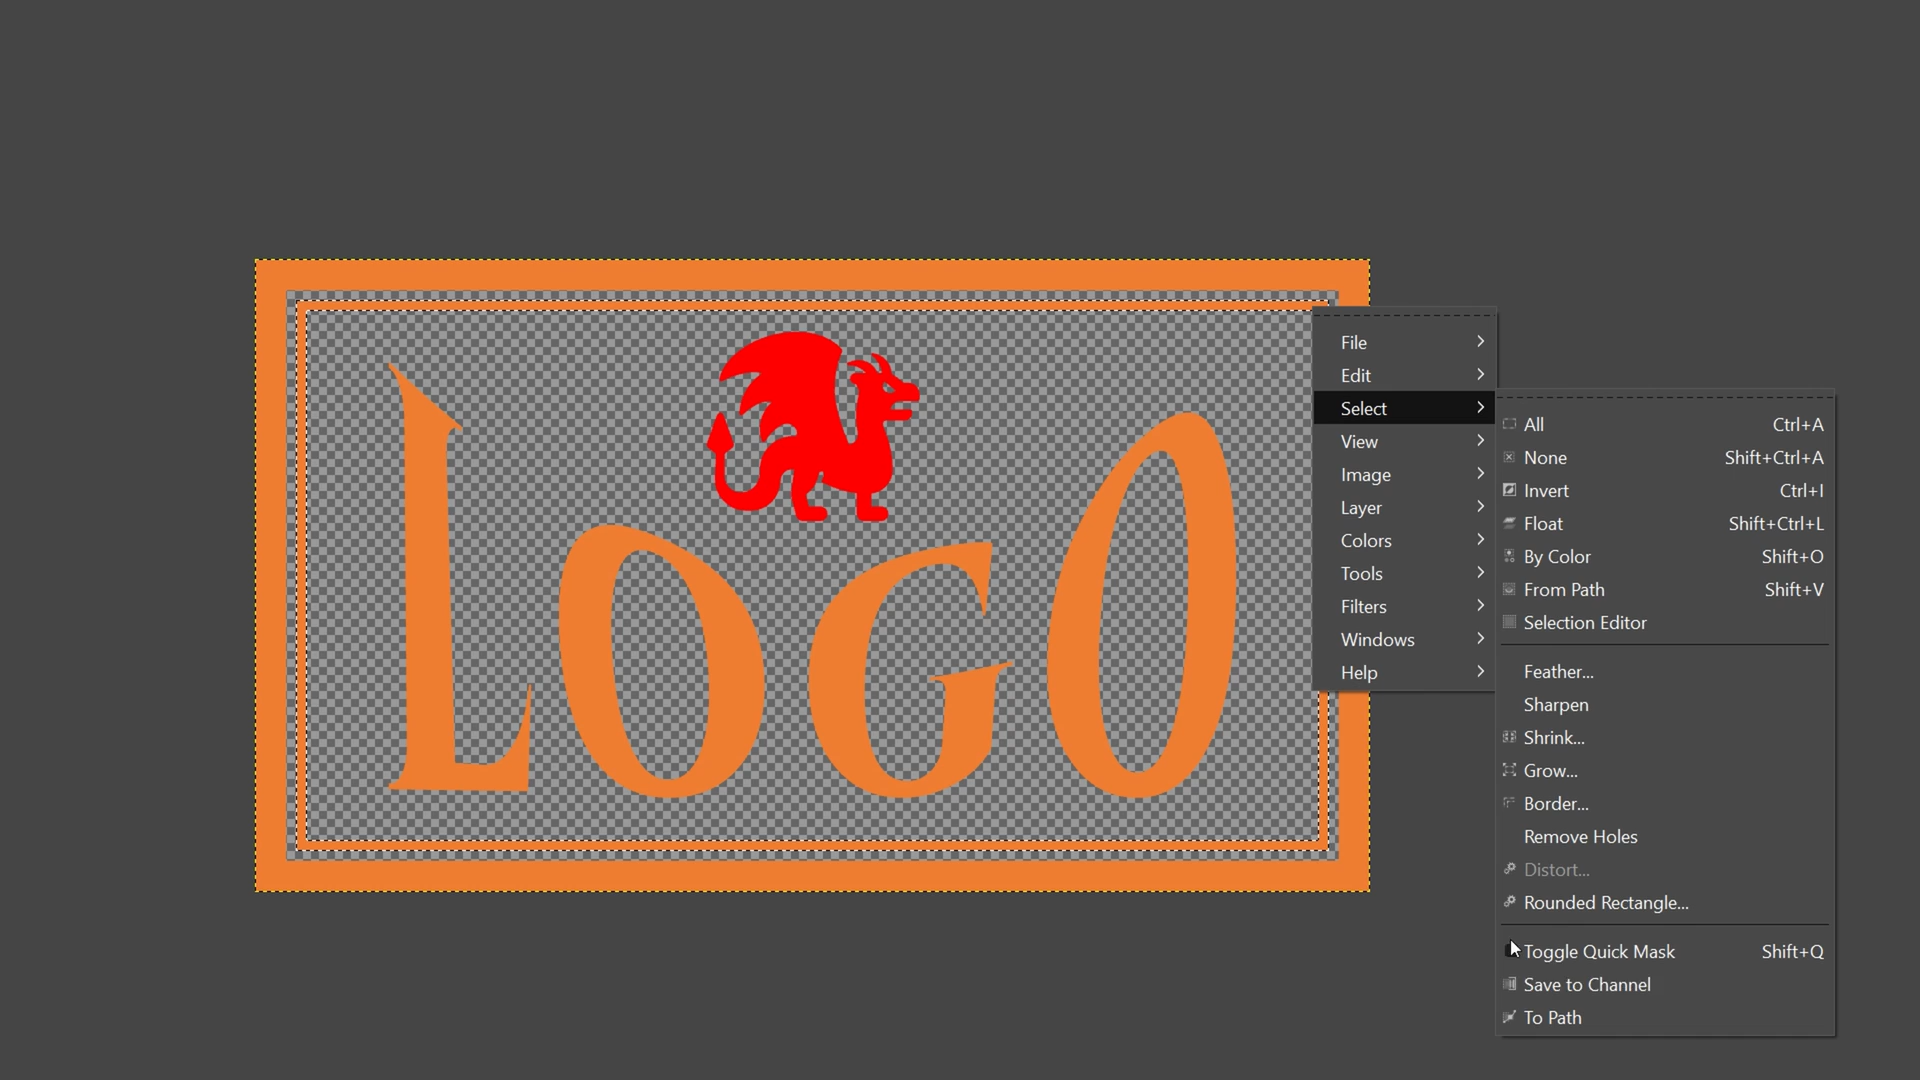 LOGO
File
Edit
Select
View
Image
Layer
Colors
Tools
Filters
Windows
Help
All Ctrl+A
None Shift+Ctrl+A
Invert Ctrl+I
Float Shift+Ctrl+L
By Color Shift+O
From Path Shift+V
Selection Editor
Feather...
Sharpen
Shrink...
Grow...
Border...
Remove Holes
Distort...
Rounded Rectangle...
Toggle Quick Mask Shift+Q
Save to Channel
To Path